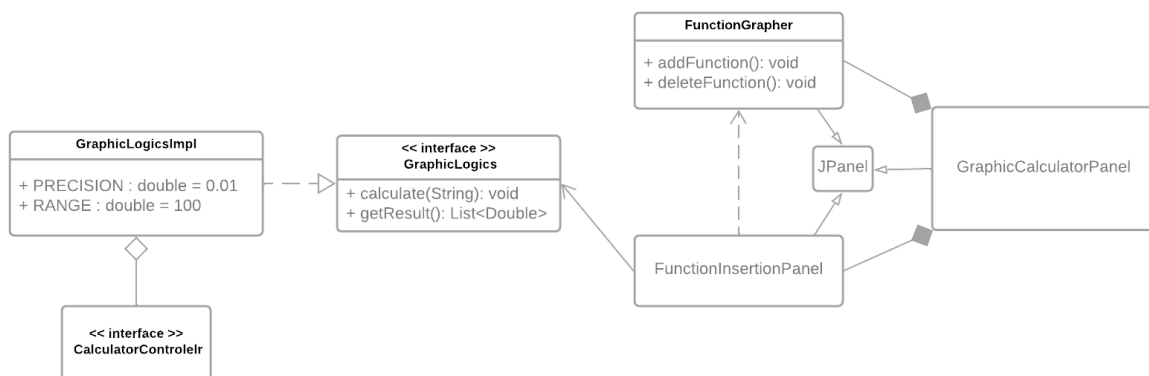 FunctionGrapher
+ addFunction(): void
+ deleteFunction(): void
GraphicLogicsImpl
+ PRECISION : double = 0.01
+ RANGE : double = 100
<< interface >>
GraphicLogics
+ calculate(String): void
+ getResult(): List<Double>
JPanel
GraphicCalculatorPanel
FunctionInsertionPanel
<< interface >>
CalculatorControlelr